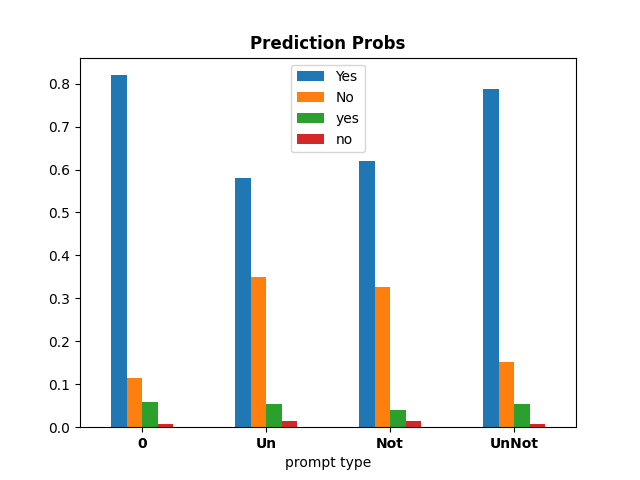 Prediction Probs
Yes
No
yes
no
0.8
0.7
0.6
0.5
0.4
0.3
0.2
0.1
0.0
0 Un Not UnNot
prompt type